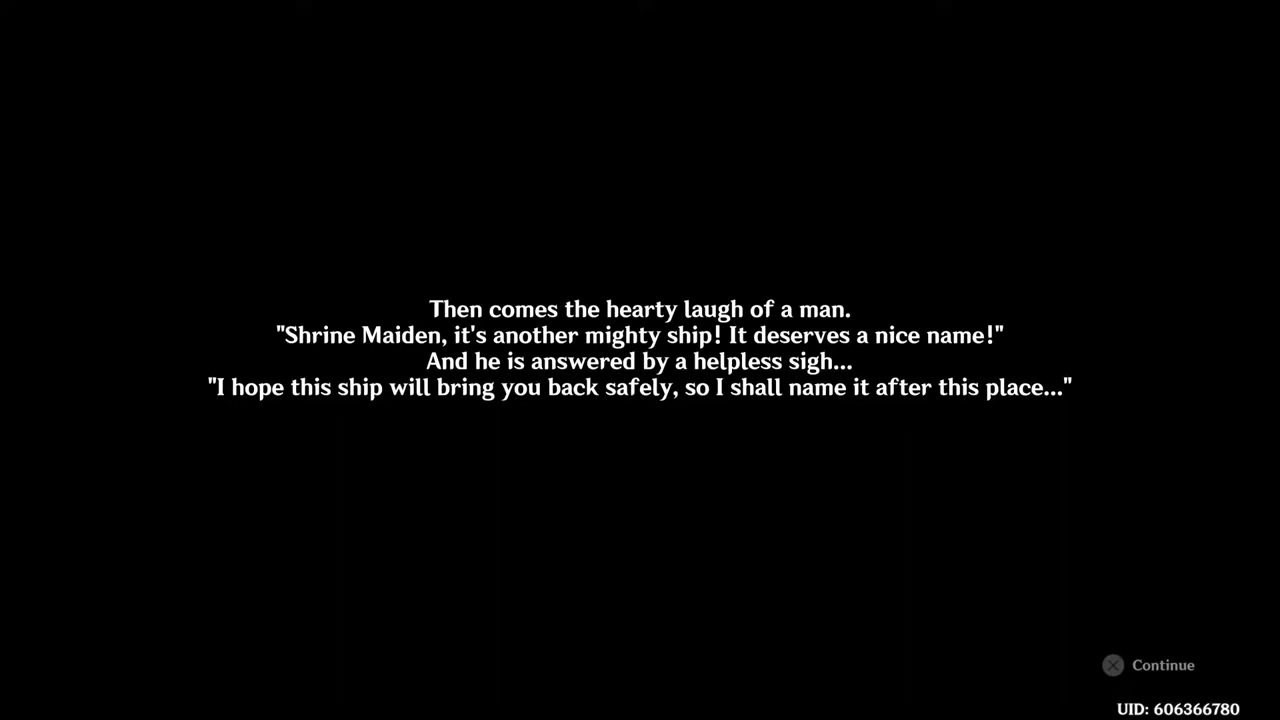 Then comes the hearty laugh of a man.
"Shrine Maiden, it's another mighty ship! It deserves a nice name!"
And he is answered by a helpless sigh...
"I hope this ship will bring you back safely, so I shall name it after this place..."
Continue
UID: 606366780